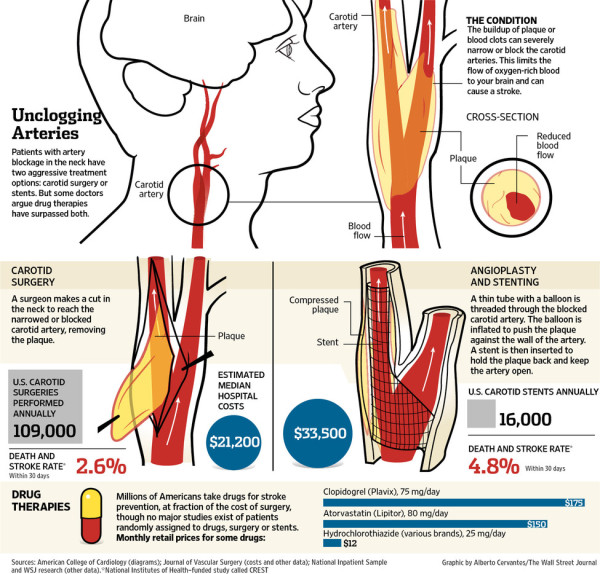 Brain
Carotid
artery
THE CONDITION
The buildup of plaque or
blood clots can severely
narrow or block the carotid
arteries. This limits the
flow of oxygen-rich blood
to your brain and can
cause a stroke.
Unclogging
Arteries
Patients with artery
blockage in the neck have
two aggressive treatment
options: carotid surgery or
stents. But some doctors
argue drug therapies
have surpassed both.
Carotid
artery
CROSS-SECTION
Reduced
blood
flow
Plaque
Blood
flow
CAROTID
SURGERY
A surgeon makes a cut in
the neck to reach the
narrowed or blocked
carotid artery, removing
the plaque.
Plaque
U.S. CAROTID
SURGERIES
PERFORMED
ANNUALLY
109,000
DEATH AND
STROKE RATE*
Within 30 days
2.6%
ESTIMATED
MEDIAN
HOSPITAL
COSTS
$21,200
$33,500
Compressed
plaque
Stent
ANGIOPLASTY
AND STENTING
A thin tube with a balloon is
threaded through the blocked
carotid artery. The balloon is
inflated to push the plaque
against the wall of the artery.
A stent is then inserted to
hold the plaque back and keep
the artery open.
U.S. CAROTID STENTS ANNUALLY
16,000
DEATH AND STROKE RATE*
4.8% Within 30 days
DRUG
THERAPIES
Millions of Americans take drugs for stroke
prevention, at fraction of the cost of surgery,
though no major studies exist of patients
randomly assigned to drugs, surgery or stents.
Monthly retail prices for some drugs:
Clopidogrel (Plavix), 75 mg/day
$175
Atorvastatin (Lipitor), 80 mg/day
$150
Hydrochlorothiazide (various brands), 25 mg/day
$12
Sources: American College of Cardiology (diagrams); Journal of Vascular Surgery (costs and other data); National Inpatient Sample
and WSJ research (other data). *National Institutes of Health-funded study called CREST
Graphic by Alberto Cervantes/The Wall Street Journal